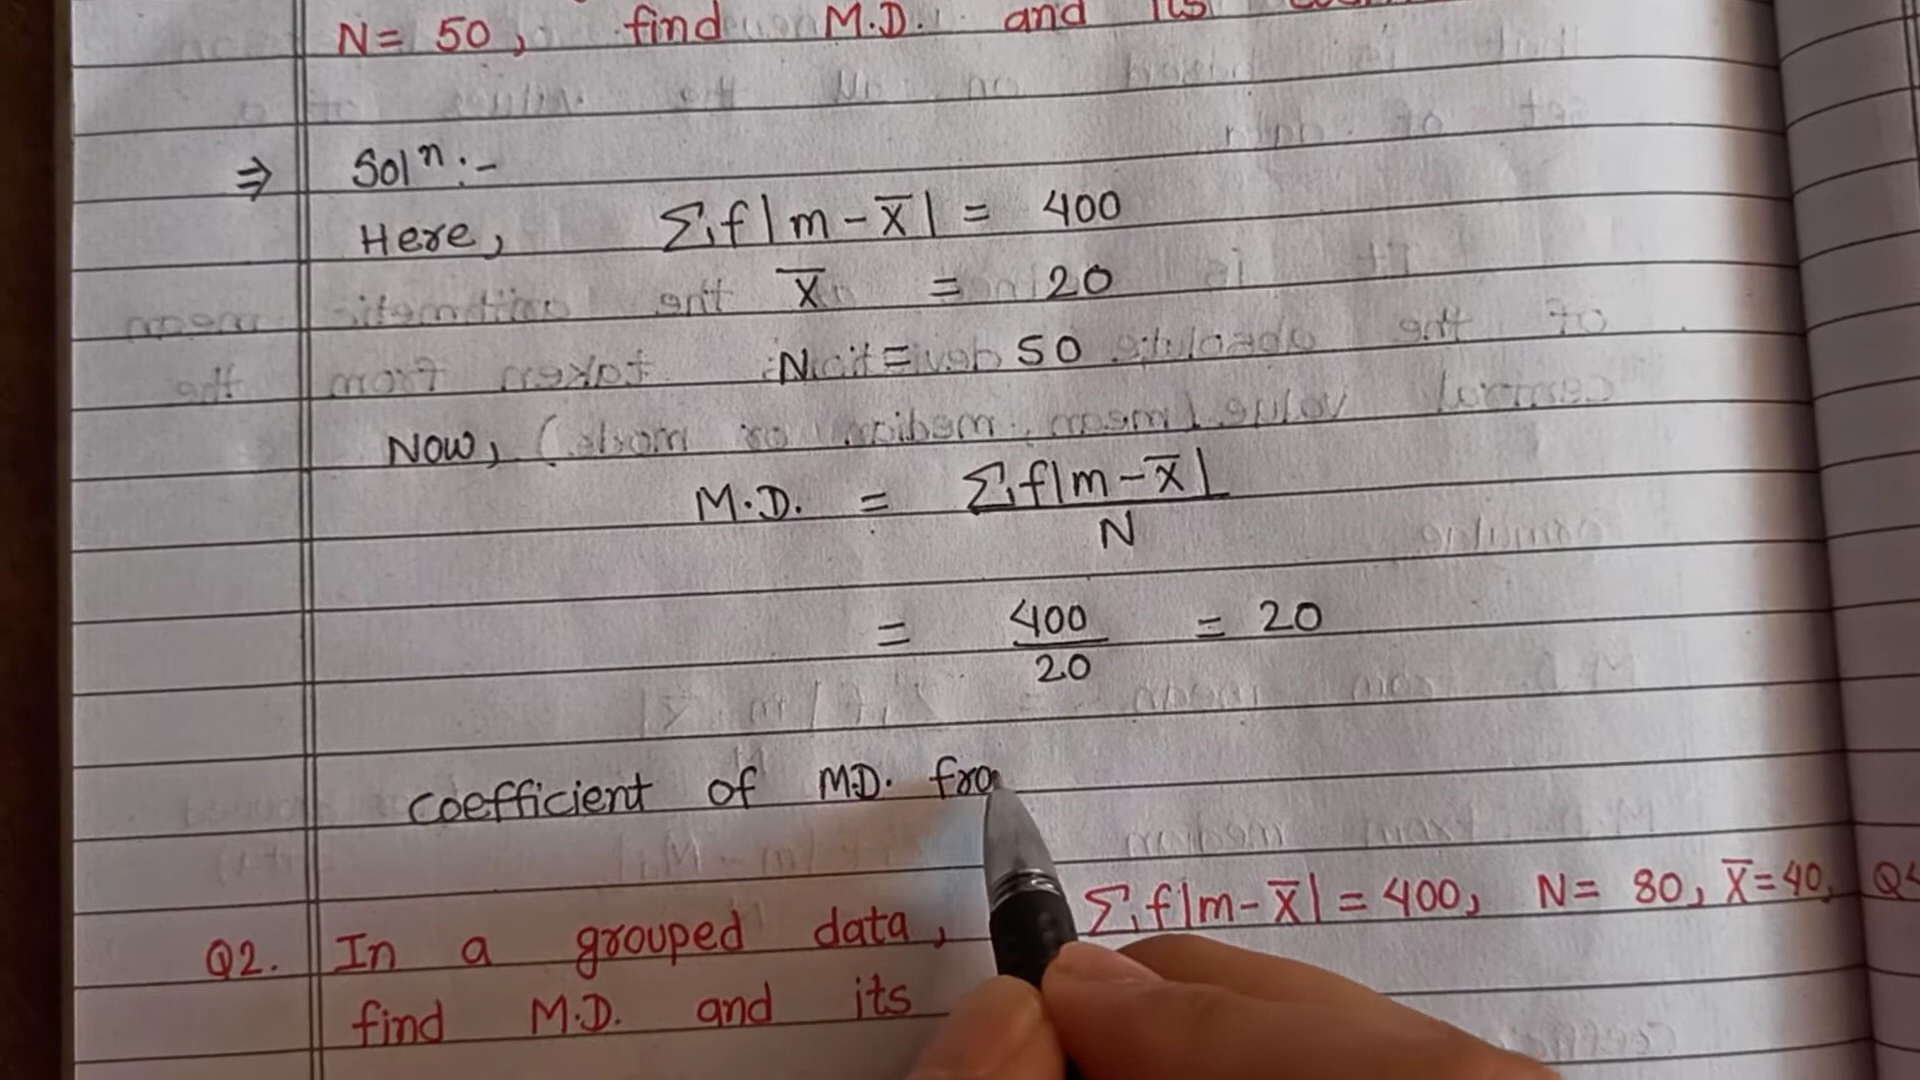 N= 50, find M.D. and its
⇒ Solⁿ:-
Here, Σf|m-x̄| = 400
x̄ = 20
N = 50
Now,
M.D. = Σf|m-x̄|
N
= 400/20 = 20
coefficient of M.D. fro
Q2. In a grouped data, Σf|m-x̄| = 400, N= 80, x̄=40,
find M.D. and its